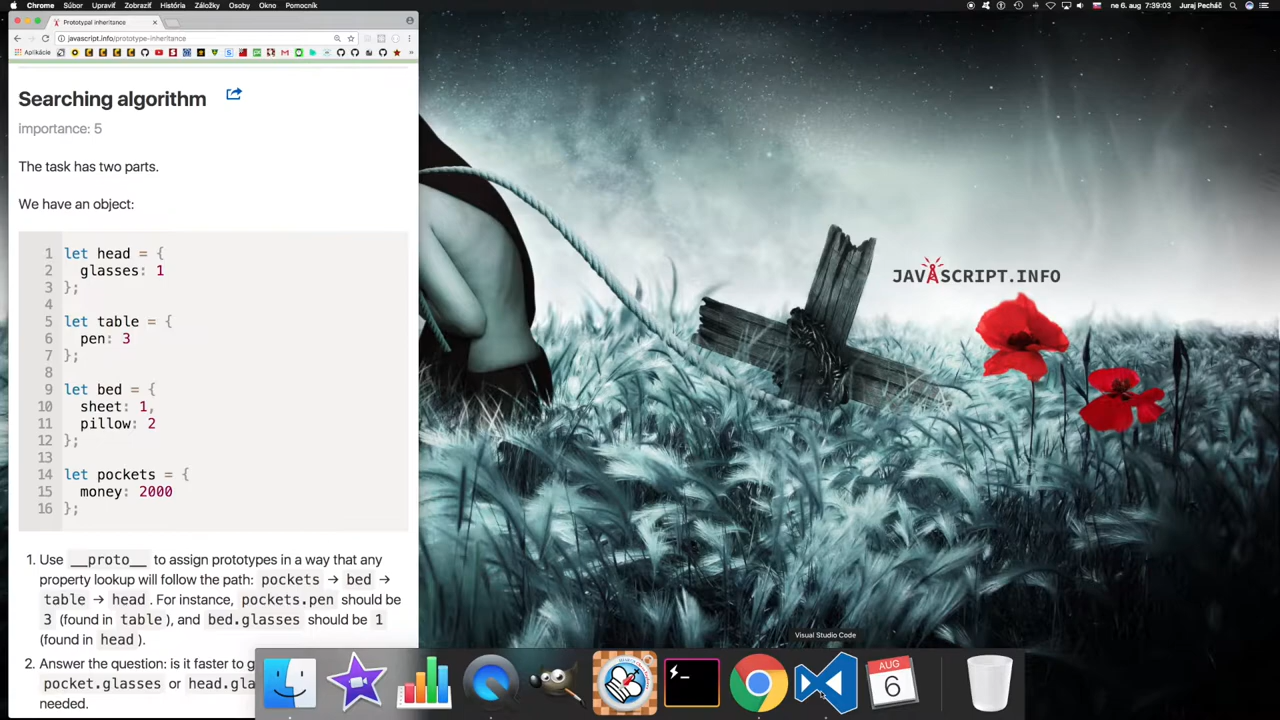 Chrome Súbor Upraviť Zobraziť História Záložky Osoby Okno Pomocník
ne 6. aug 7:39:03 Juraj Pecháč
Prototypal inheritance
javascript.info/prototype-inheritance
Aplikácie
Searching algorithm
importance: 5
The task has two parts.
We have an object:
1 let head = {
2 glasses: 1
3 };
4
5 let table = {
6 pen: 3
7 };
8
9 let bed = {
10 sheet: 1,
11 pillow: 2
12 };
13
14 let pockets = {
15 money: 2000
16 };
1. Use __proto__ to assign prototypes in a way that any
property lookup will follow the path: pockets → bed →
table → head . For instance, pockets.pen should be
3 (found in table ), and bed.glasses should be 1
(found in head ).
2. Answer the question: is it faster to g
pocket.glasses or head.gla
needed.
JAVASCRIPT.INFO
Visual Studio Code
AUG
6